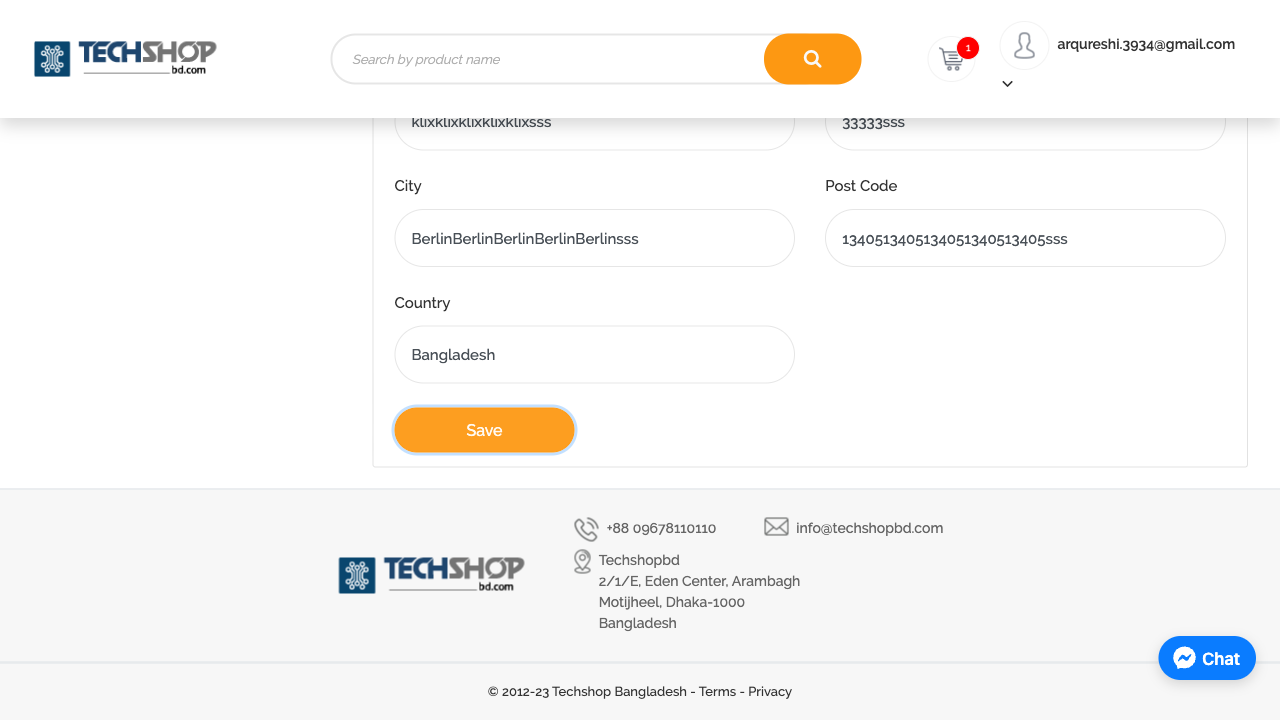 TECHSHOP
bd.com
Search by product name
1
arqureshi.3934@gmail.com
klixklixklixklixklixsss
33333sss
City
Post Code
BerlinBerlinBerlinBerlinBerlinsss
1340513405134051340513405sss
Country
Bangladesh
Save
+88 09678110110
info@techshopbd.com
TECHSHOP
bd.com
Techshopbd
2/1/E, Eden Center, Arambagh
Motijheel, Dhaka-1000
Bangladesh
Chat
© 2012-23 Techshop Bangladesh - Terms - Privacy